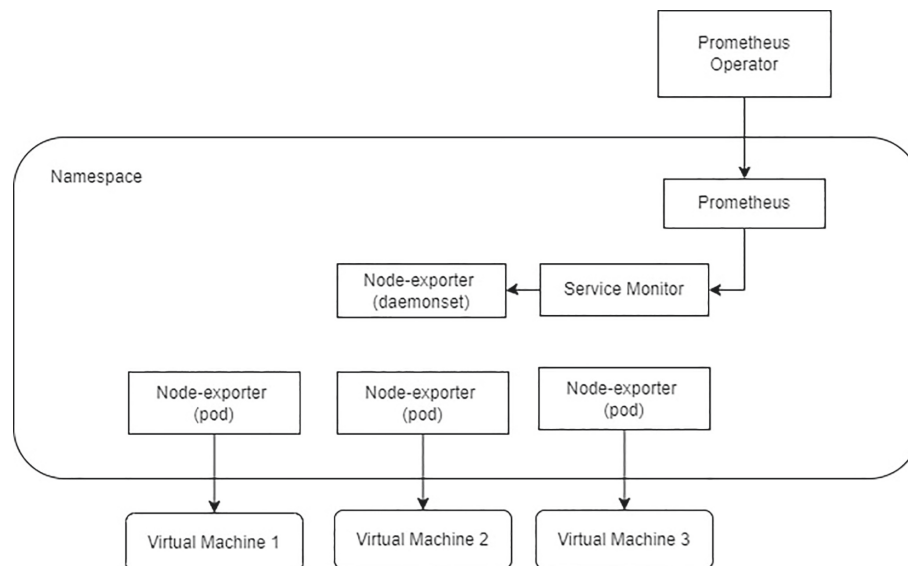 Prometheus
Operator
Namespace
Prometheus
Node-exporter
(daemonset)
Service Monitor
Node-exporter
(pod)
Node-exporter
(pod)
Node-exporter
(pod)
Virtual Machine 1
Virtual Machine 2
Virtual Machine 3